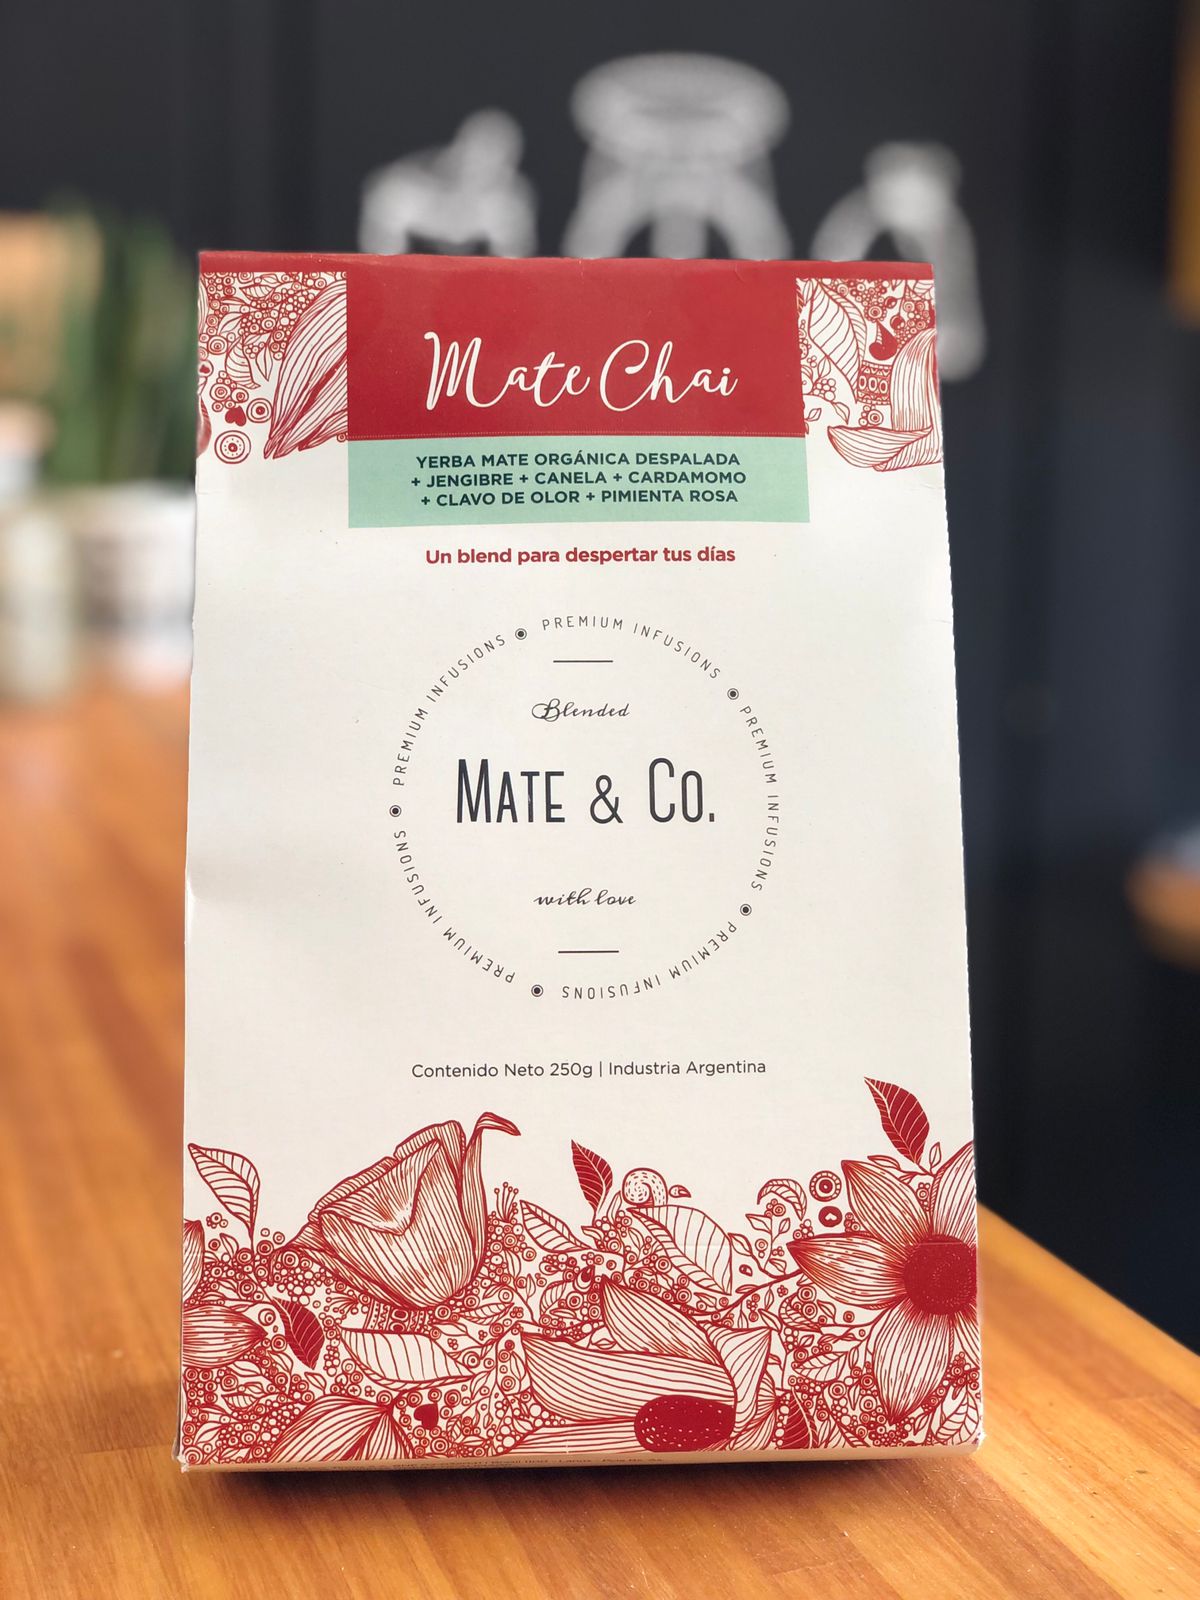 Mate Chai
YERBA MATE ORGÁNICA DESPALADA
+ JENGIBRE + CANELA + CARDAMOMO
+ CLAVO DE OLOR + PIMIENTA ROSA
Un blend para despertar tus días
PREMIUM INFUSIONS
PREMIUM INFUSIONS
PREMIUM INFUSIONS
PREMIUM INFUSIONS
PREMIUM INFUSIONS
Blended
MATE & CO.
with love
Contenido Neto 250g | Industria Argentina